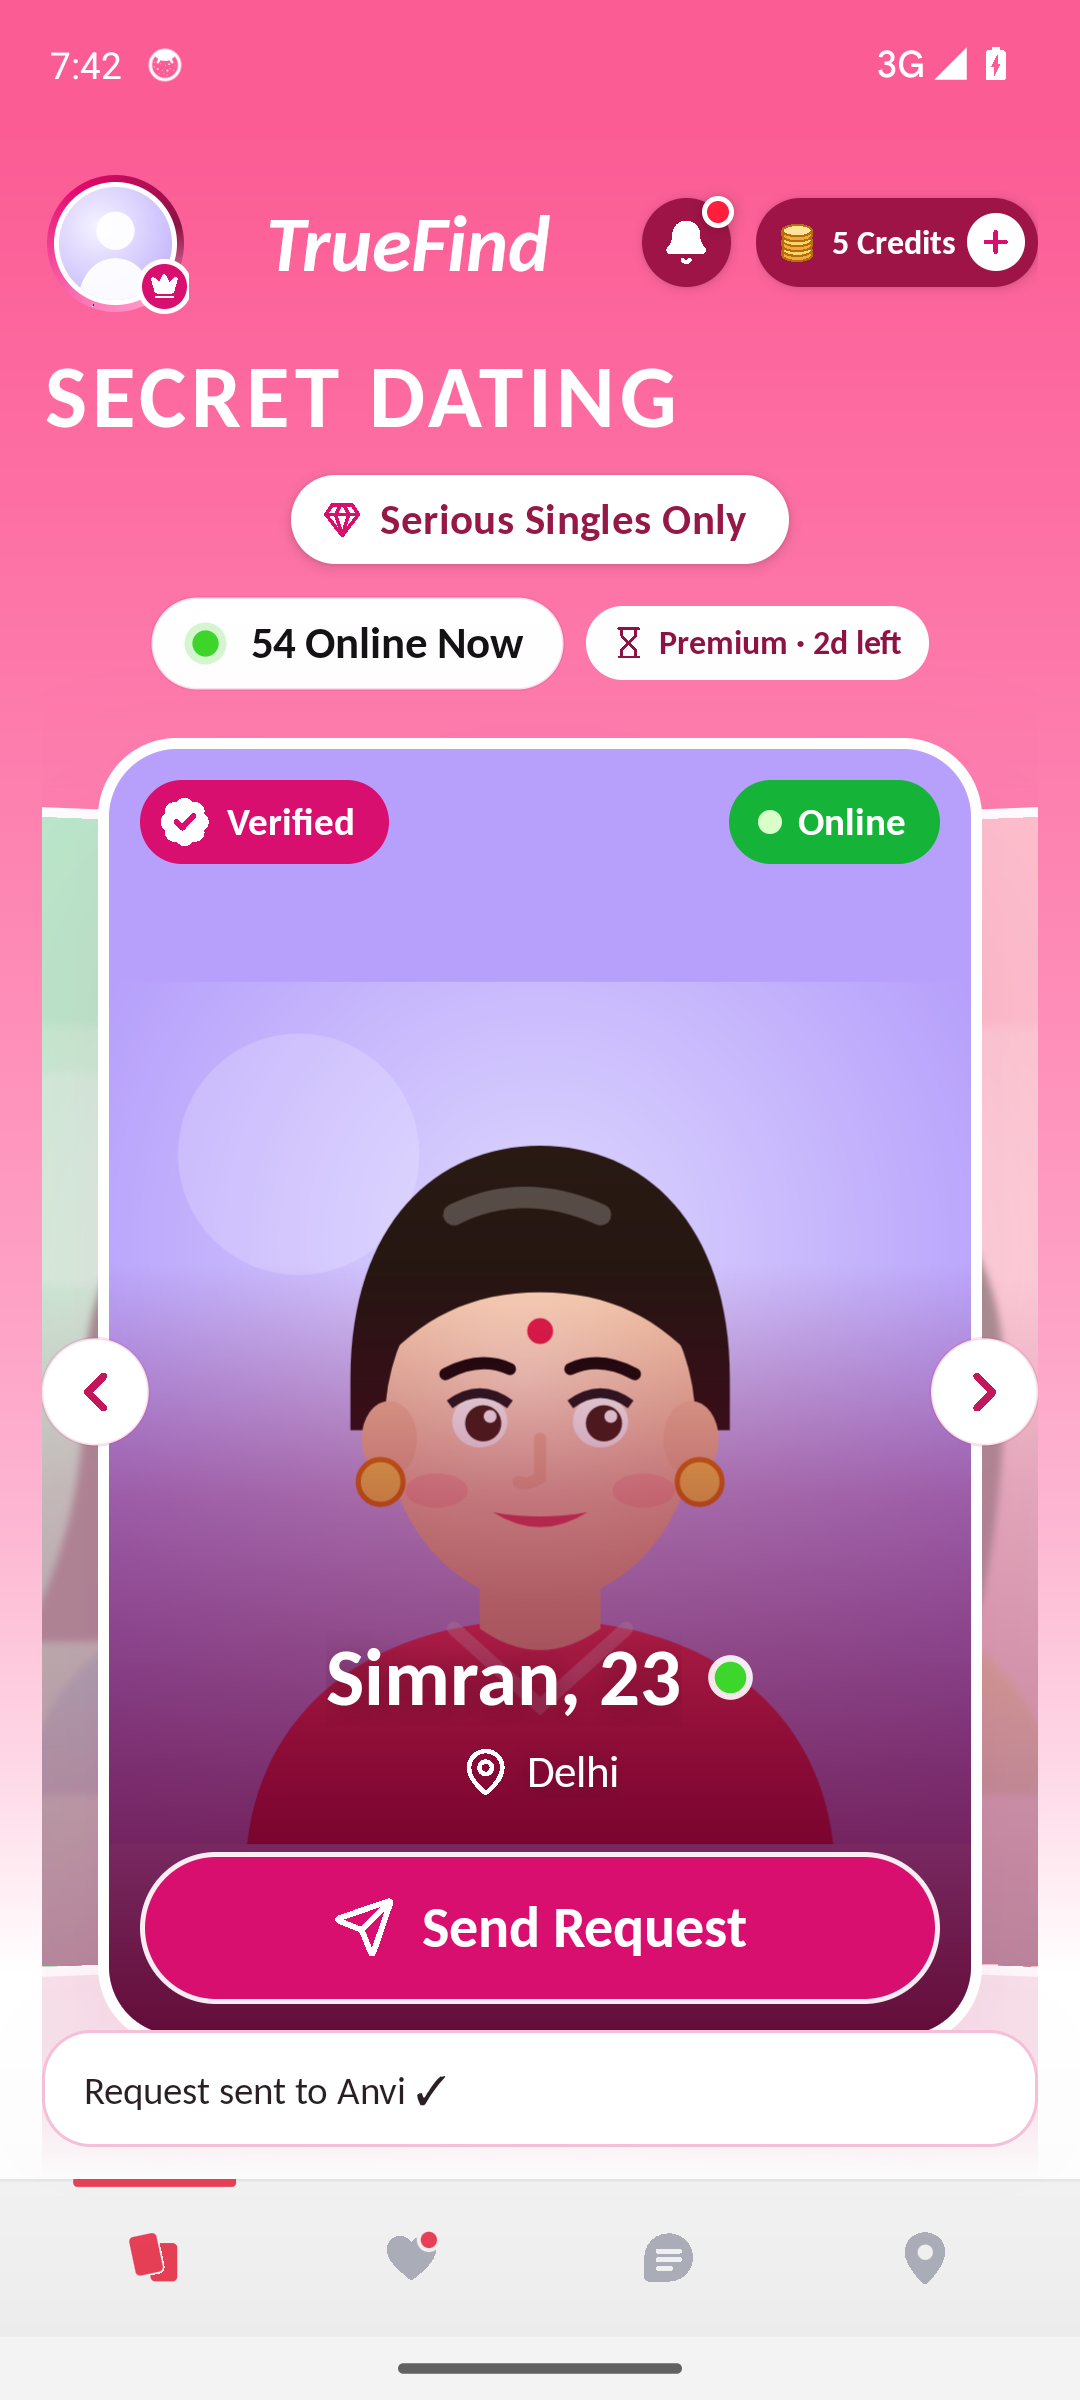 7:42
3G
TrueFind
5 Credits
SECRET DATING
Serious Singles Only
54 Online Now
Premium · 2d left
Verified
Online
Simran, 23
Delhi
Send Request
Request sent to Anvi ✓